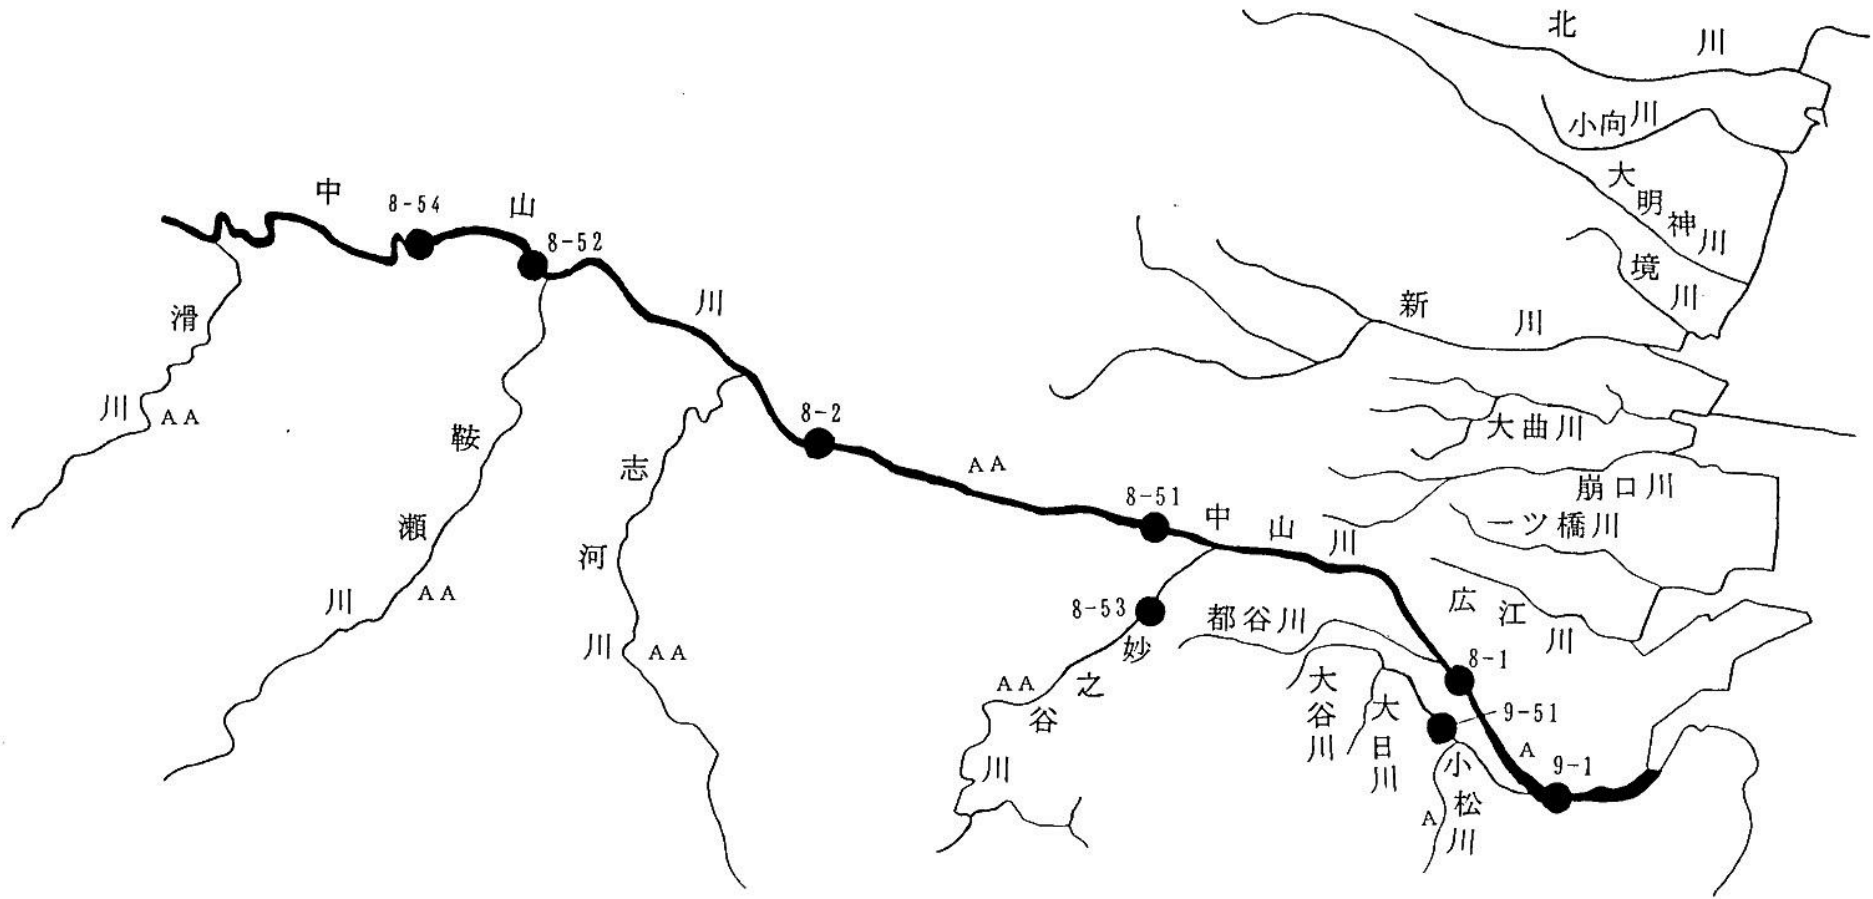 北川
小向川
大明神川
境川
新川
大曲川
崩口川
一ツ橋川
広江川
中山川
8-54
8-52
滑川
AA
鞍瀬川
AA
志河川
AA
8-2
AA
8-51
中山川
8-53
妙之谷川
AA
都谷川
大谷川
大日川
8-1
9-51
A
9-1
小松川
A